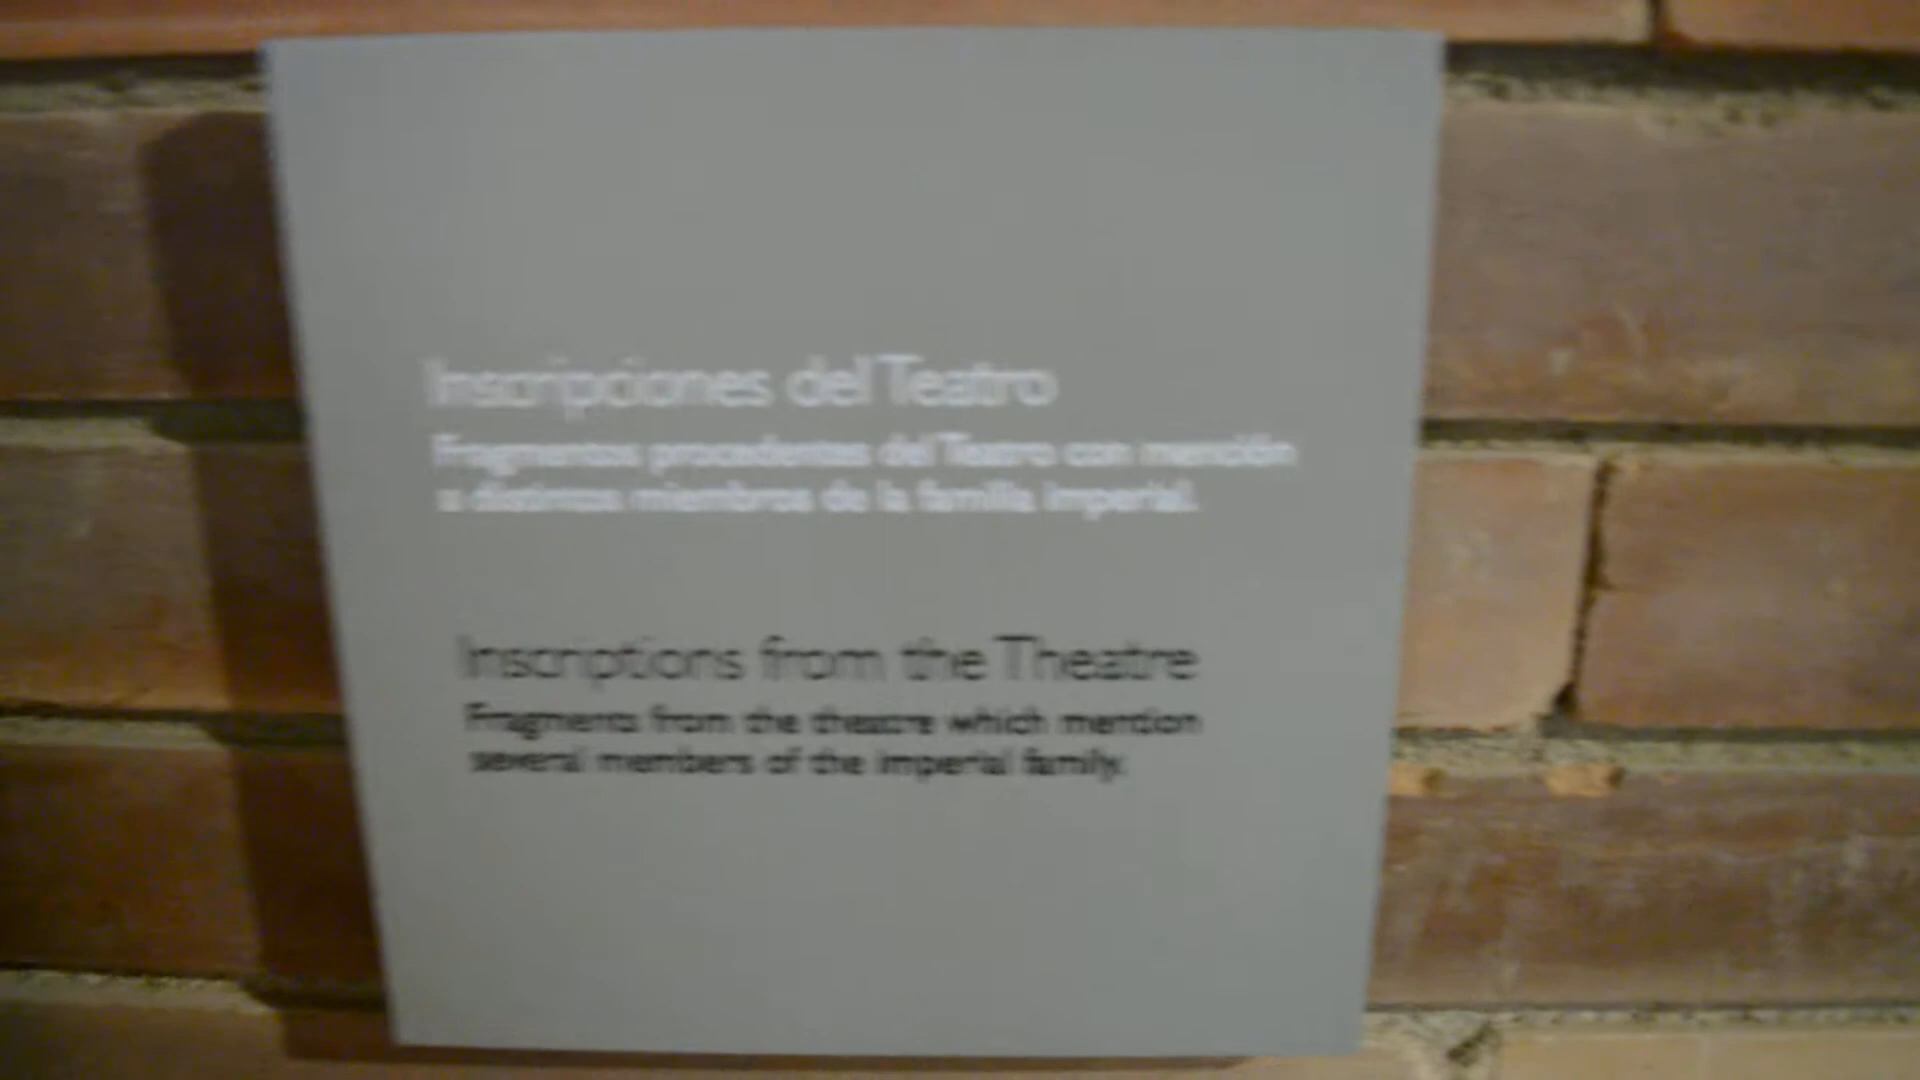 Inscripciones del Teatro
Fragmentos procedentes del Teatro con mención
a distintos miembros de la familia imperial.
Inscriptions from the Theatre
Fragments from the theatre which mention
several members of the imperial family.